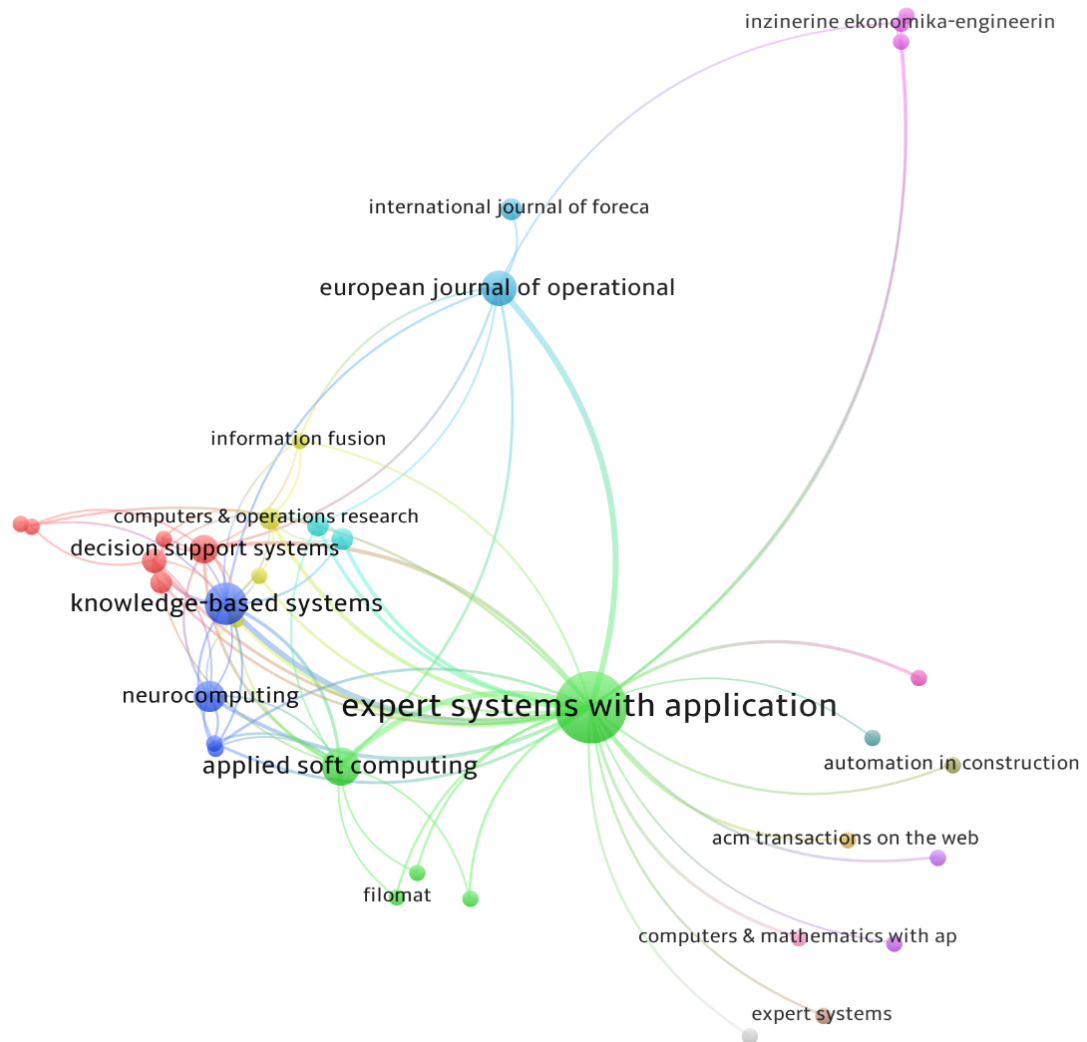 inzinerine ekonomika-engineerin
international journal of foreca
european journal of operational
information fusion
computers & operations research
decision support systems
knowledge-based systems
neurocomputing
expert systems with application
applied soft computing
automation in construction
acm transactions on the web
filomat
computers & mathematics with ap
expert systems